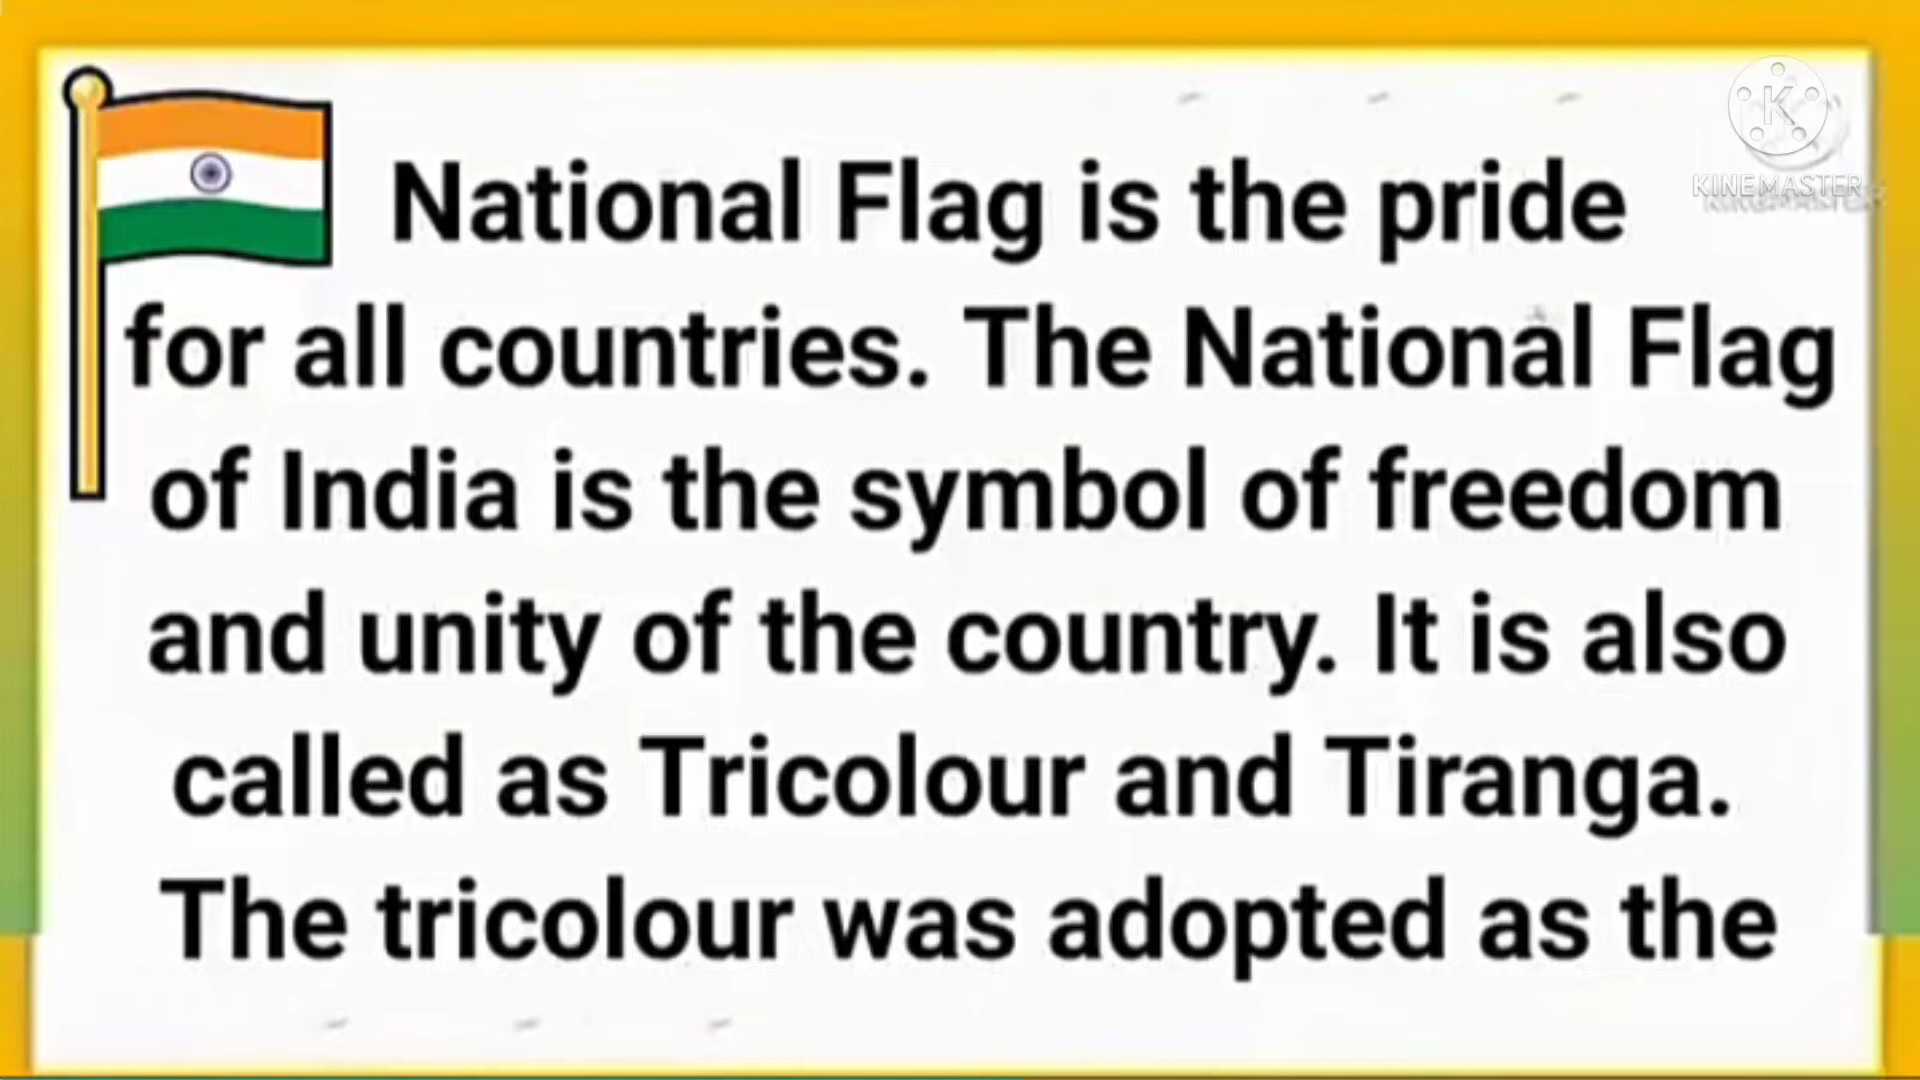 National Flag is the pride
for all countries. The National Flag
of India is the symbol of freedom
and unity of the country. It is also
called as Tricolour and Tiranga.
The tricolour was adopted as the
K
KINEMASTER